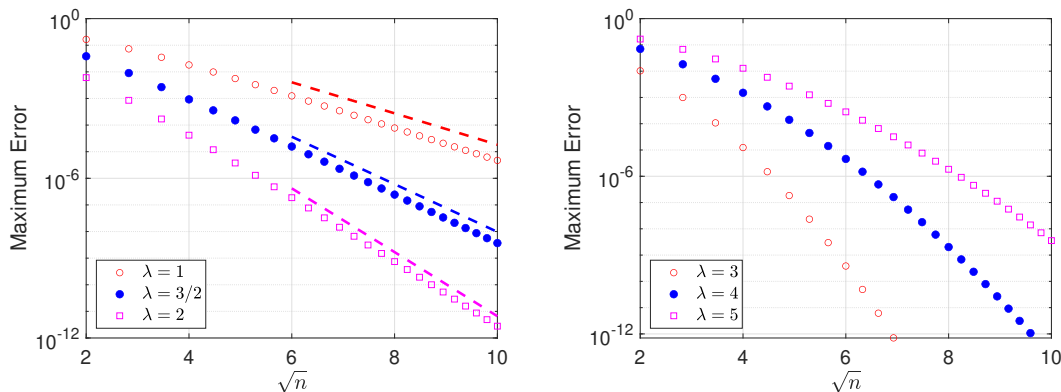 10^0
10^-6
10^-12
Maximum Error
2 4 6 8 10
√n
λ = 1
λ = 3/2
λ = 2
10^0
10^-6
10^-12
Maximum Error
2 4 6 8 10
√n
λ = 3
λ = 4
λ = 5